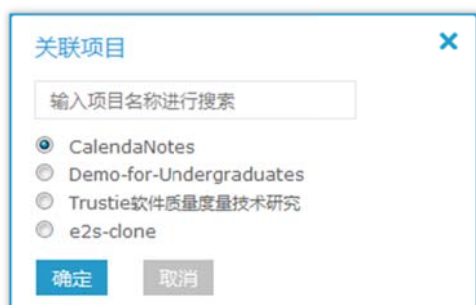 关联项目
输入项目名称进行搜索
CalendaNotes
Demo-for-Undergraduates
Trustie软件质量度量技术研究
e2s-clone
确定 取消